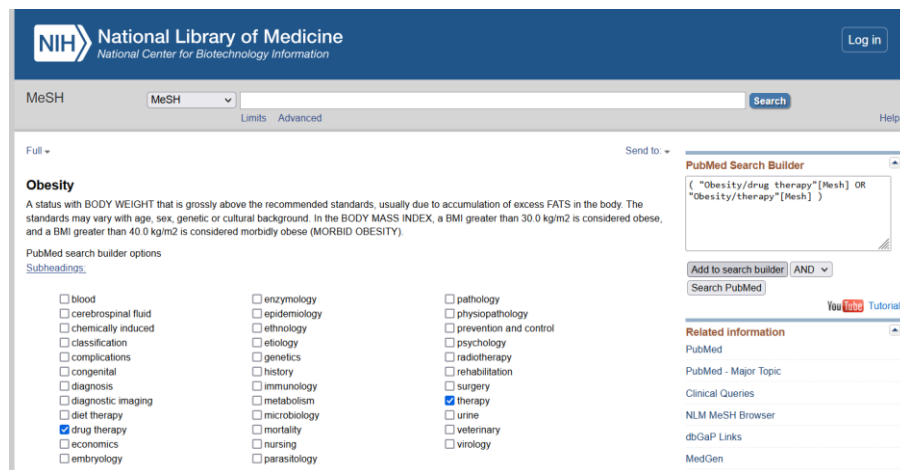 NIH
National Library of Medicine
National Center for Biotechnology Information
Log in
MeSH
MeSH
Search
Limits Advanced
Help
Full
Send to:
Obesity
A status with BODY WEIGHT that is grossly above the recommended standards, usually due to accumulation of excess FATS in the body. The
standards may vary with age, sex, genetic or cultural background. In the BODY MASS INDEX, a BMI greater than 30.0 kg/m2 is considered obese,
and a BMI greater than 40.0 kg/m2 is considered morbidly obese (MORBID OBESITY).
PubMed search builder options
Subheadings:
blood
cerebrospinal fluid
chemically induced
classification
complications
congenital
diagnosis
diagnostic imaging
diet therapy
drug therapy
economics
embryology
enzymology
epidemiology
ethnology
etiology
genetics
history
immunology
metabolism
microbiology
mortality
nursing
parasitology
pathology
physiopathology
prevention and control
psychology
radiotherapy
rehabilitation
surgery
therapy
urine
veterinary
virology
PubMed Search Builder
( "Obesity/drug therapy"[Mesh] OR
"Obesity/therapy"[Mesh] )
Add to search builder AND
Search PubMed
You Tube Tutorial
Related information
PubMed
PubMed - Major Topic
Clinical Queries
NLM MeSH Browser
dbGaP Links
MedGen